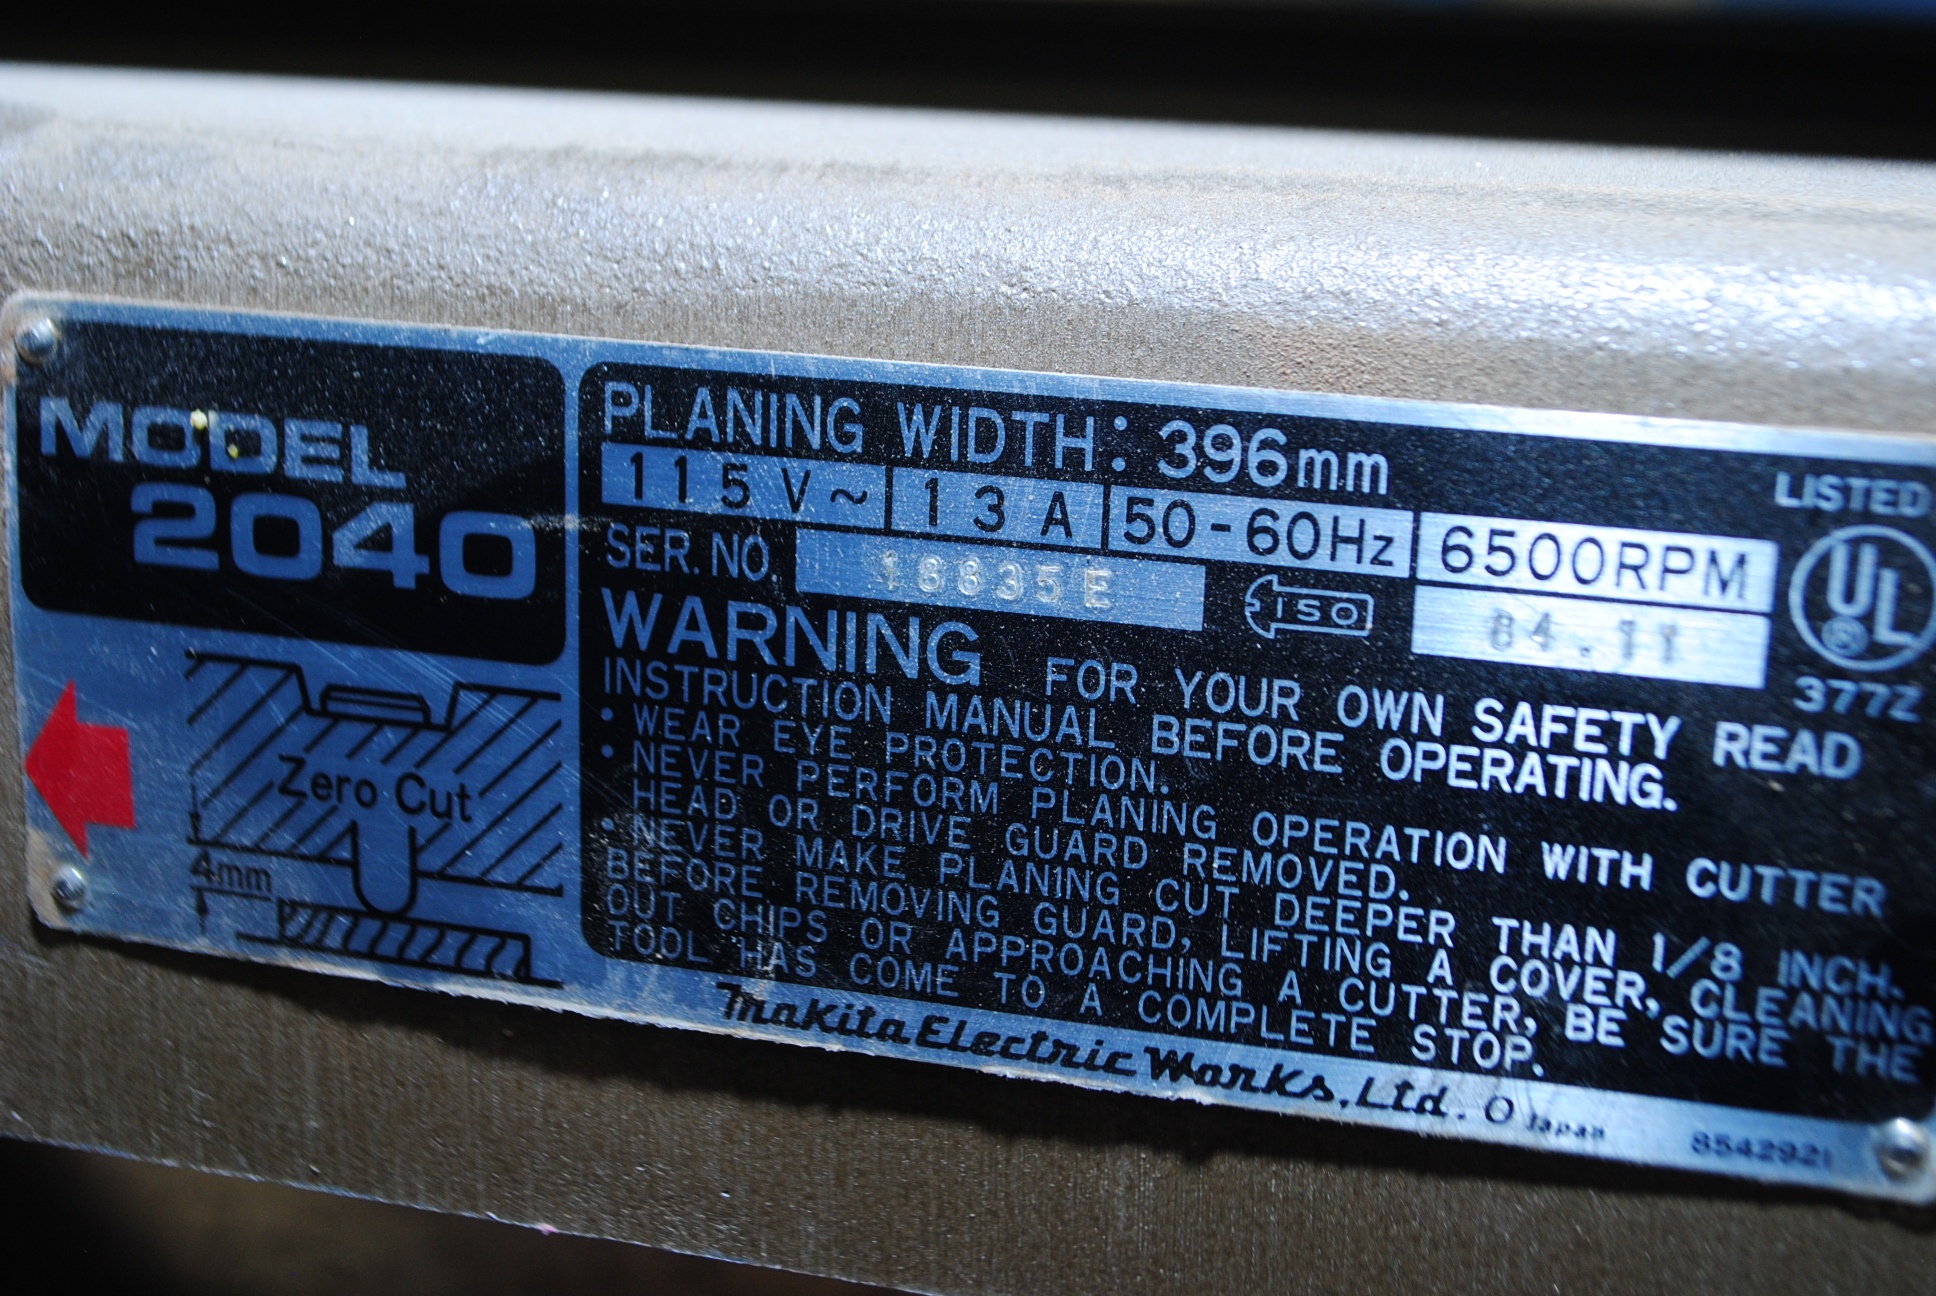 MODEL
2040
PLANING WIDTH: 396mm
115V~ 13A 50-60Hz 6500RPM
SER. NO. 18835E ISO 84.11
LISTED
UL
®
377Z
WARNING FOR YOUR OWN SAFETY READ
INSTRUCTION MANUAL BEFORE OPERATING.
• WEAR EYE PROTECTION.
• NEVER PERFORM PLANING OPERATION WITH CUTTER
HEAD OR DRIVE GUARD REMOVED.
• NEVER MAKE PLANING CUT DEEPER THAN 1/8 INCH.
BEFORE REMOVING GUARD, LIFTING A COVER, CLEANING
OUT CHIPS OR APPROACHING A CUTTER, BE SURE THE
TOOL HAS COME TO A COMPLETE STOP.
Zero Cut
4mm
Makita Electric Works, Ltd. O Japan
8542921